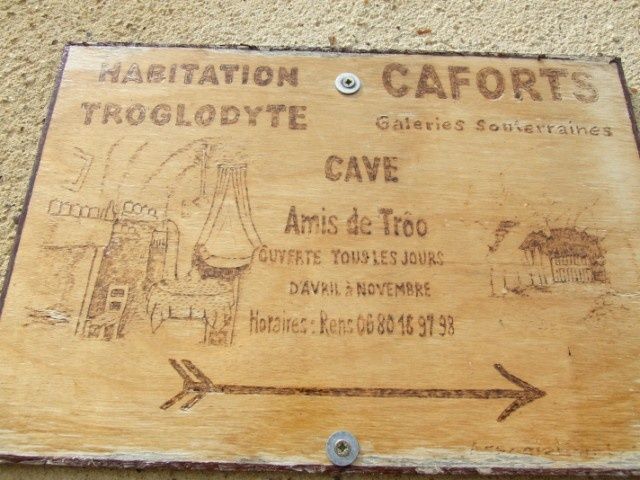 HABITATION
TROGLODYTE
CAFORTS
Galeries Souterraines
CAVE
Amis de Trôo
OUVERTE TOUS LES JOURS
D'AVRIL à NOVEMBRE
Horaires : Rens 06 80 18 97 98